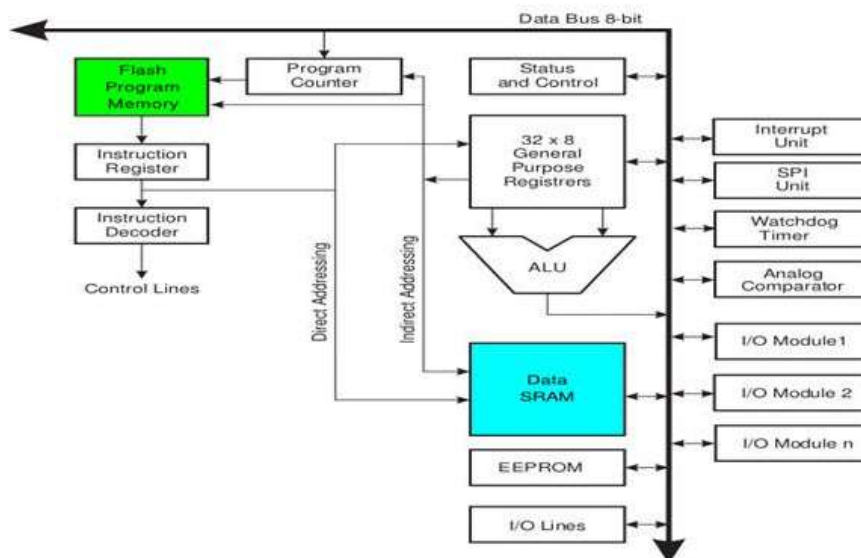 Data Bus 8-bit
Flash
Program
Memory
Program
Counter
Status
and Control
Instruction
Register
32 x 8
General
Purpose
Registrers
Interrupt
Unit
SPI
Unit
Instruction
Decoder
Watchdog
Timer
Control Lines
Direct Addressing
Indirect Addressing
ALU
Analog
Comparator
I/O Module1
Data
SRAM
I/O Module 2
I/O Module n
EEPROM
I/O Lines